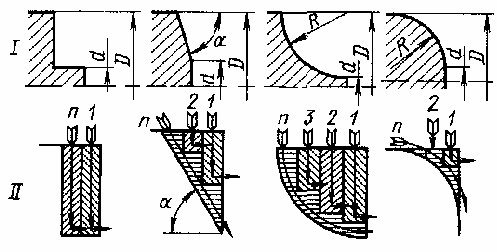 I d D α d D R d D R d D
II n 1 n 2 1 α n 3 2 1 n 2 1